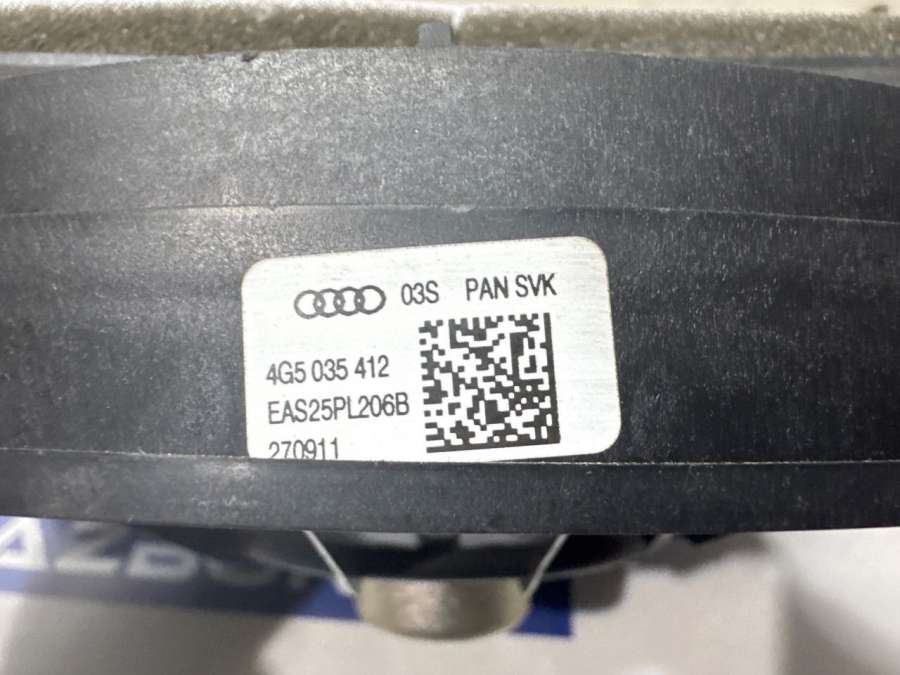 03S PAN SVK
4G5 035 412
EAS25PL206B
270911